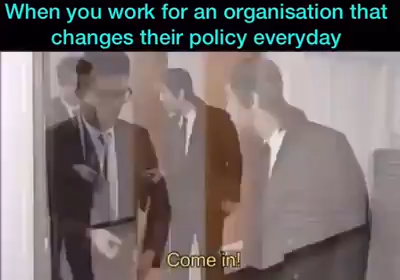 When you work for an organisation that
changes their policy everyday
Come in!